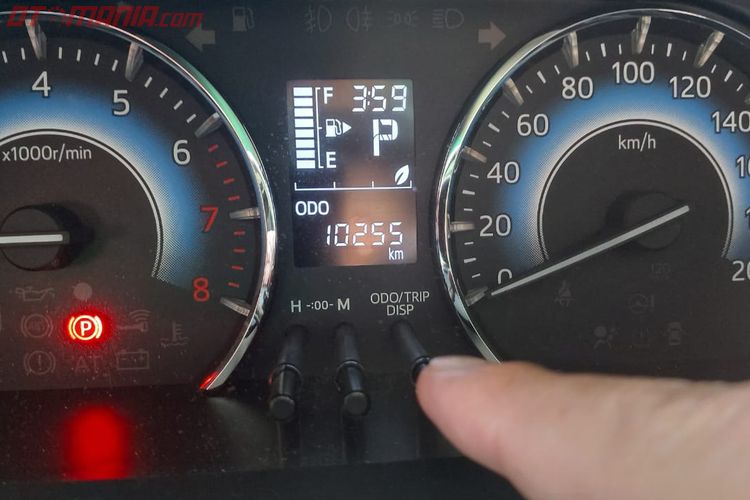 OTOMANIA.com
F
3:59
P
E
ODO
10255
km
4
5
6
7
8
x1000r/min
0
20
40
60
80
100
120
140
km/h
H -:00- M
ODO/TRIP
DISP
P